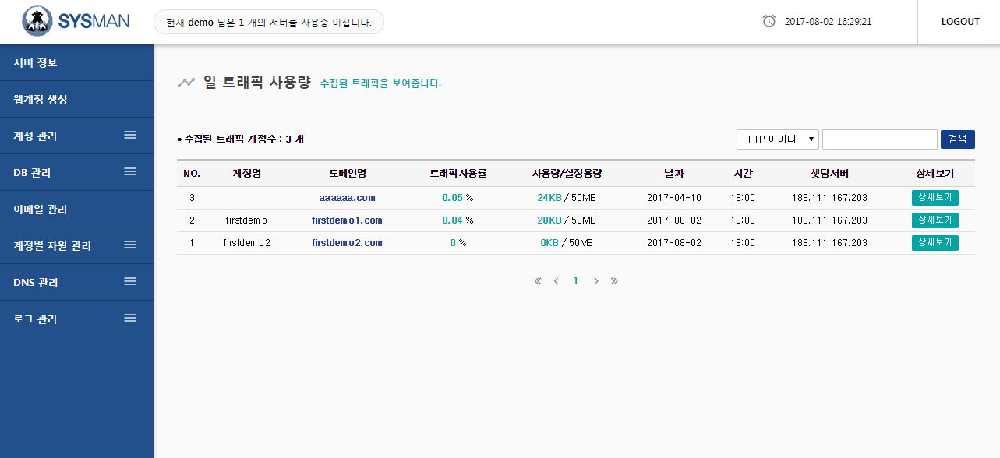 SYSMAN
현재 demo 님은 1 개의 서버를 사용중 이십니다.
2017-08-02 16:29:21
LOGOUT
서버 정보
웹계정 생성
계정 관리
DB 관리
이메일 관리
계정별 자원 관리
DNS 관리
로그 관리
일 트래픽 사용량 수집된 트래픽을 보여줍니다.
• 수집된 트래픽 계정수 : 3 개
FTP 아이디 ▼
검색
NO. 계정명 도메인명 트래픽사용률 사용량/설정용량 날짜 시간 셋팅서버 상세보기
3 aaaaaa.com 0.05 % 24KB / 50MB 2017-04-10 13:00 183.111.167.203 상세보기
2 firstdemo firstdemo1.com 0.04 % 20KB / 50MB 2017-08-02 16:00 183.111.167.203 상세보기
1 firstdemo2 firstdemo2.com 0 % 0KB / 50MB 2017-08-02 16:00 183.111.167.203 상세보기
« ‹ 1 › »